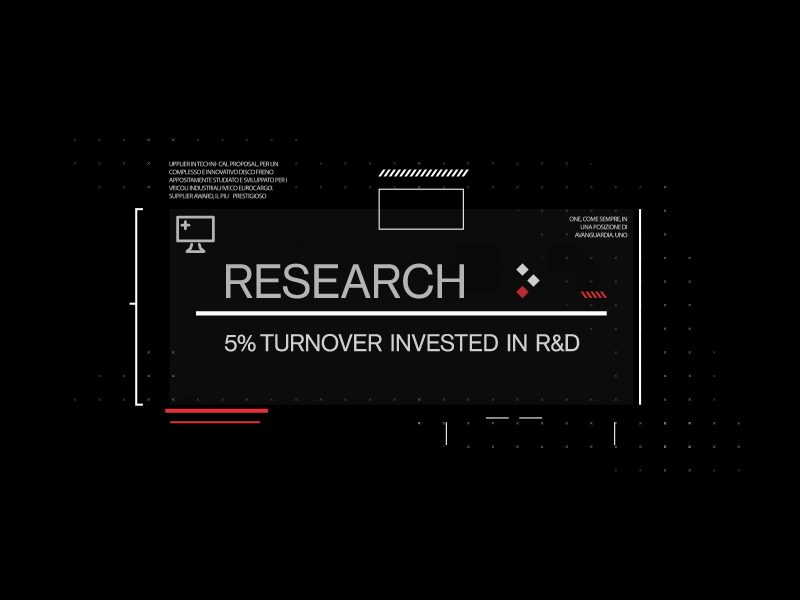 UPPLIER IN TECHNI- CAL PROPOSAL, PER UN
COMPLESSO E INNOVATIVO DISCO FRENO
APPOSITAMENTE STUDIATO E SVILUPPATO PER I
VEICOLI INDUSTRIALI IVECO EUROCARGO.
SUPPLIER AWARD, IL PIU PRESTIGIOSO
ONE, COME SEMPRE, IN
UNA POSIZIONE DI
AVANGUARDIA. UNO
RESEARCH
5% TURNOVER INVESTED IN R&D